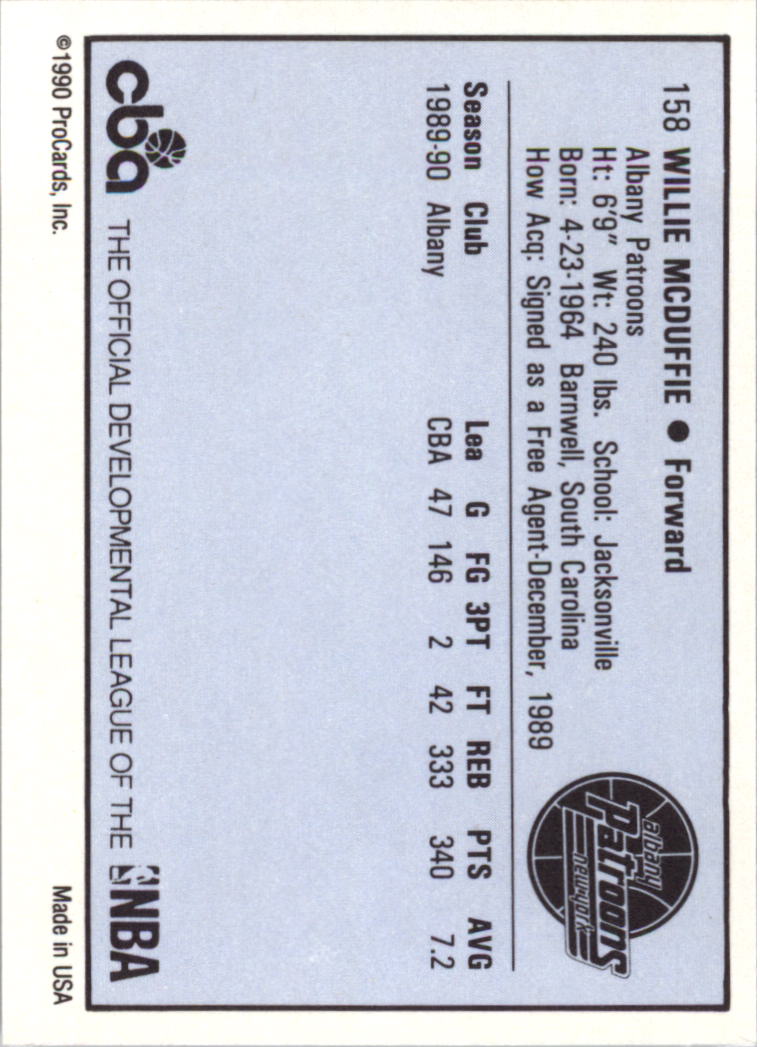 158 WILLIE MCDUFFIE ● Forward
Albany Patroons
Ht: 6'9" Wt: 240 lbs. School: Jacksonville
Born: 4-23-1964 Barnwell, South Carolina
How Acq: Signed as a Free Agent-December, 1989
albany
Patroons
new-york
Season Club Lea G FG 3PT FT REB PTS AVG
1989-90 Albany CBA 47 146 2 42 333 340 7.2
cba THE OFFICIAL DEVELOPMENTAL LEAGUE OF THE NBA
©1990 ProCards, Inc. Made in USA